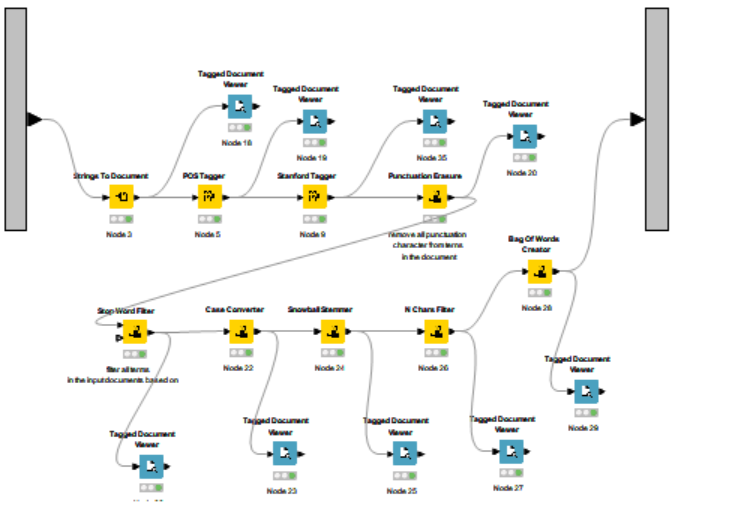 Tagged Document
Viewer
Node 18
Tagged Document
Viewer
Node 19
Tagged Document
Viewer
Node 35
Tagged Document
Viewer
Node 20
Strings To Document
Node 3
POS Tagger
Node 5
Stanford Tagger
Node 9
Punctuation Erasure
remove all punctuation
character from terms
in the document
Bag Of Words
Creator
Node 28
Stop Word Filter
filter all terms
in the input documents based on
Case Converter
Node 22
Snowball Stemmer
Node 24
N Chars Filter
Node 26
Tagged Document
Viewer
Node 29
Tagged Document
Viewer
Tagged Document
Viewer
Node 23
Tagged Document
Viewer
Node 25
Tagged Document
Viewer
Node 27